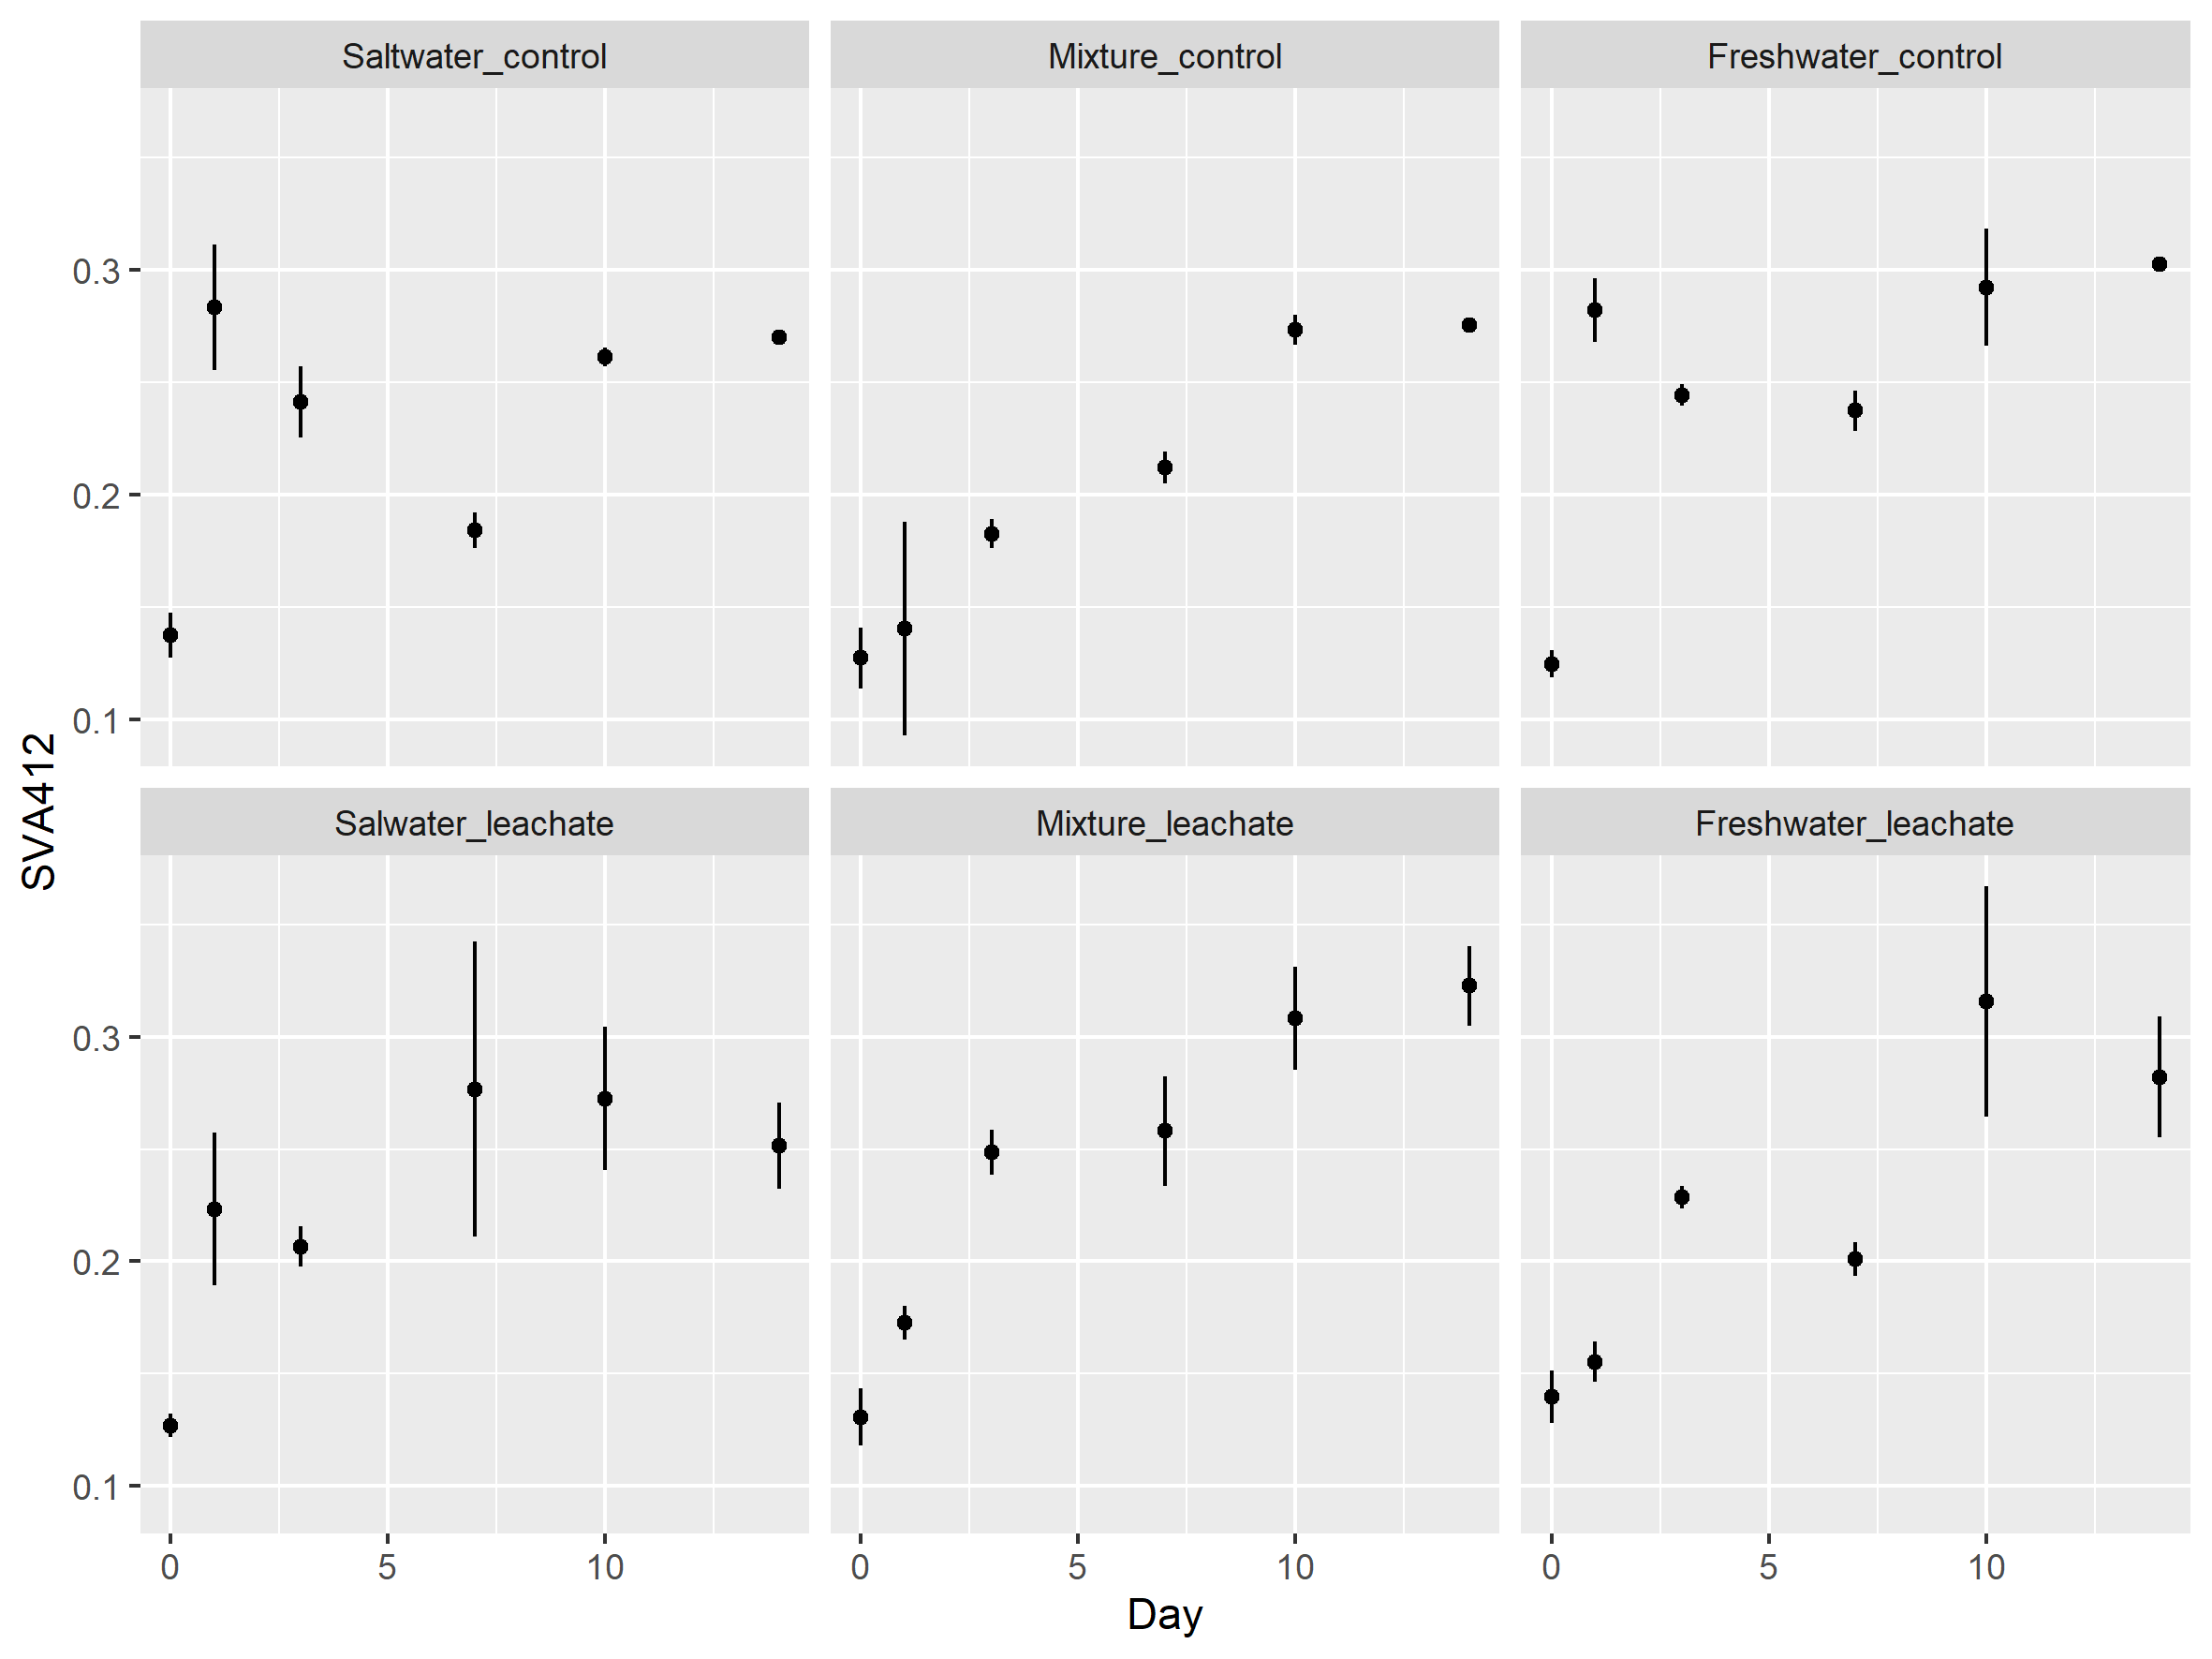 Saltwater_control
Mixture_control
Freshwater_control
0.3
0.2
0.1
SVA412
Salwater_leachate
Mixture_leachate
Freshwater_leachate
0.3
0.2
0.1
0 5 10
0 5 10
0 5 10
Day